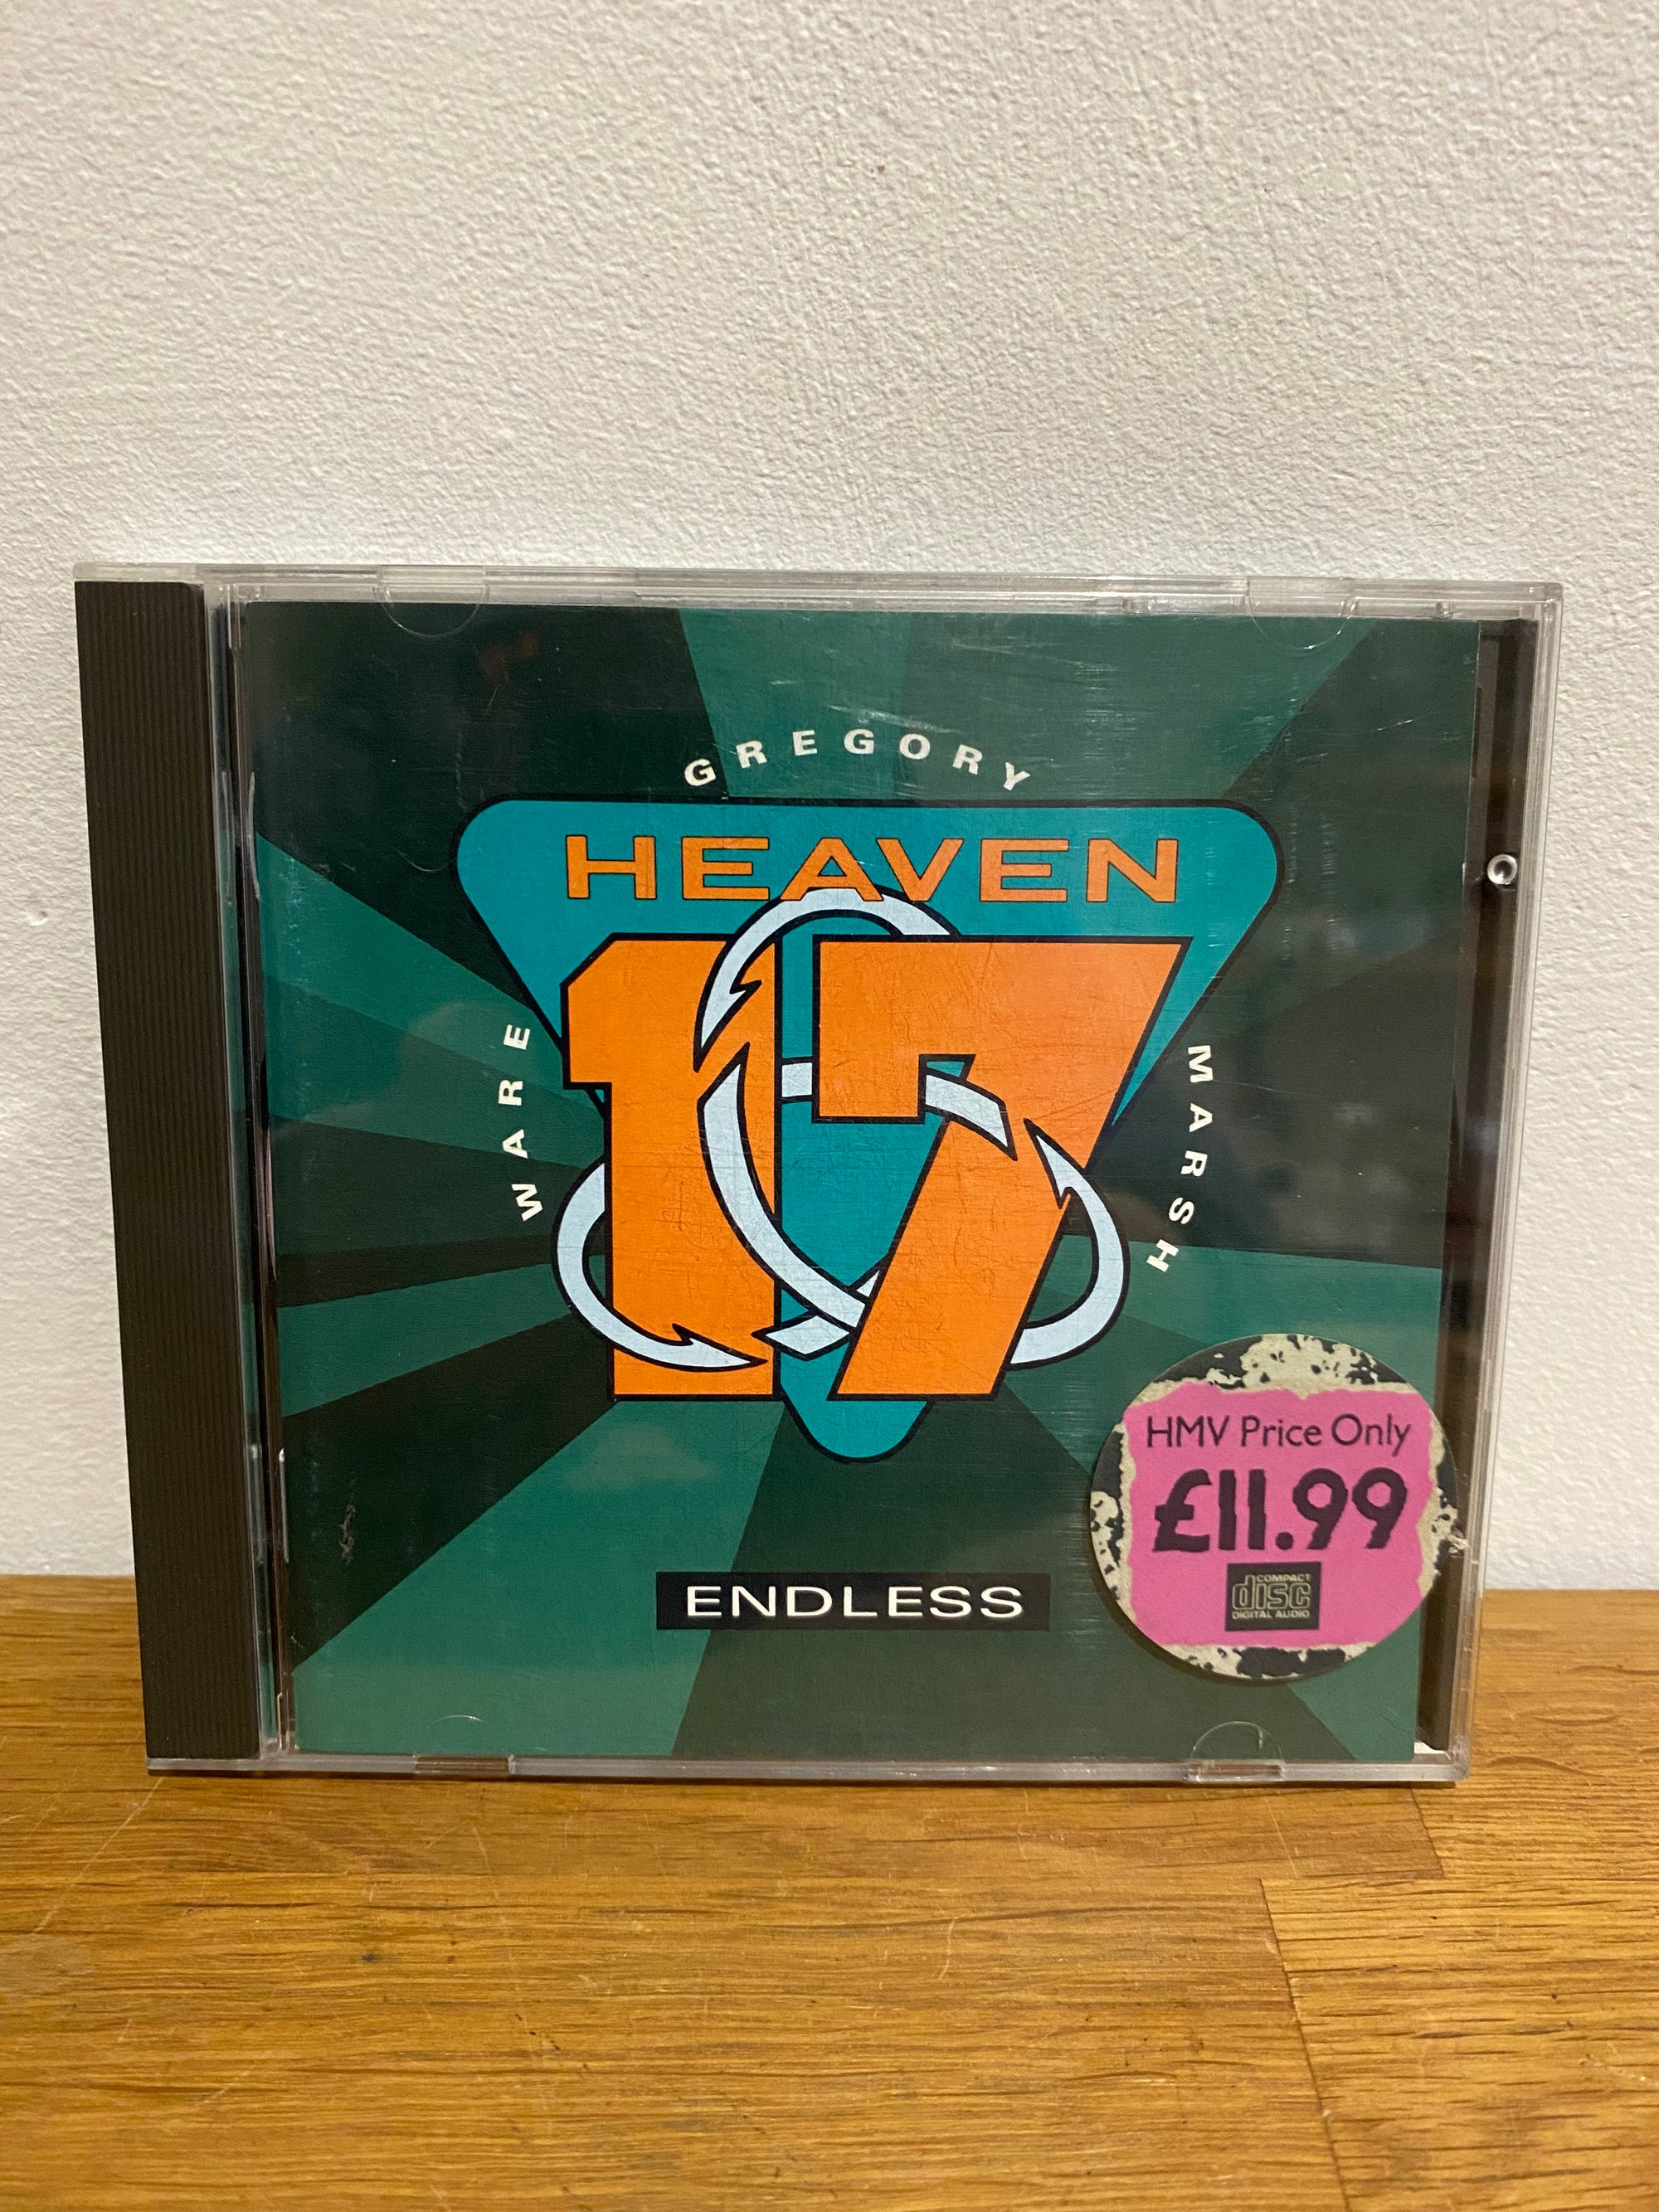 GREGORY
HEAVEN
17
WARE
MARSH
HMV Price Only
£11.99
COMPACT
disc
DIGITAL AUDIO
ENDLESS